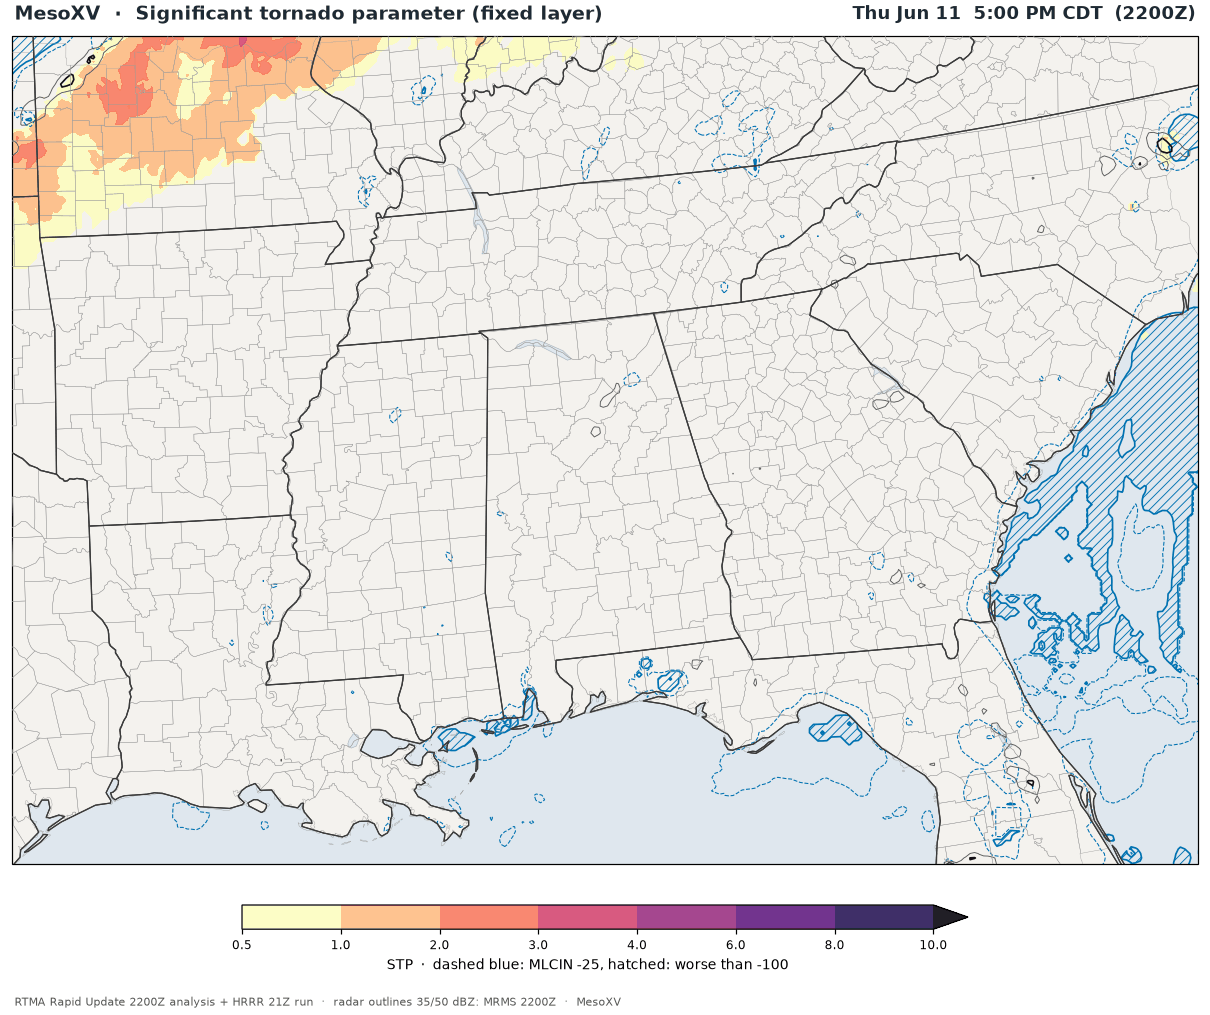 MesoXV · Significant tornado parameter (fixed layer)
Thu Jun 11 5:00 PM CDT (2200Z)
0.5 1.0 2.0 3.0 4.0 6.0 8.0 10.0
STP · dashed blue: MLCIN -25, hatched: worse than -100
RTMA Rapid Update 2200Z analysis + HRRR 21Z run · radar outlines 35/50 dBZ: MRMS 2200Z · MesoXV